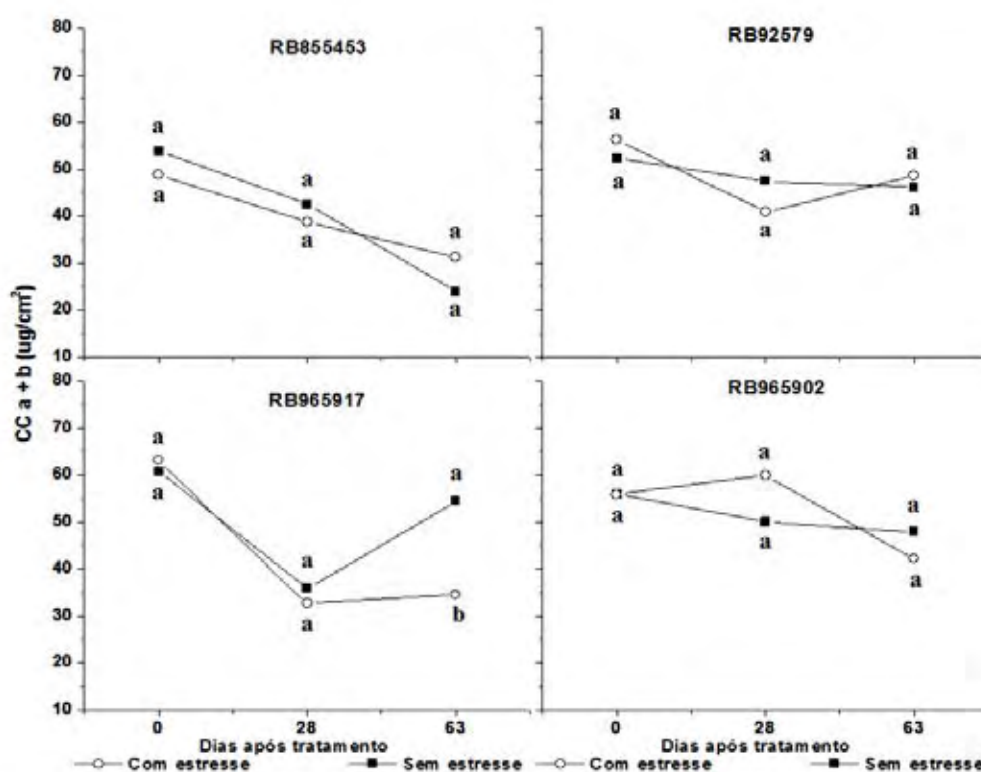 RB855453
RB92579
80
70
60
50
40
30
20
10
a
a
a
a
a
a
a
a
a
a
a
a
RB965917
RB965902
80
70
60
50
40
30
20
10
a
a
a
a
a
b
a
a
a
a
a
a
CC a + b (ug/cm²)
0 28 63 0 28 63
Dias após tratamento Dias após tratamento
Com estresse Sem estresse Com estresse Sem estresse